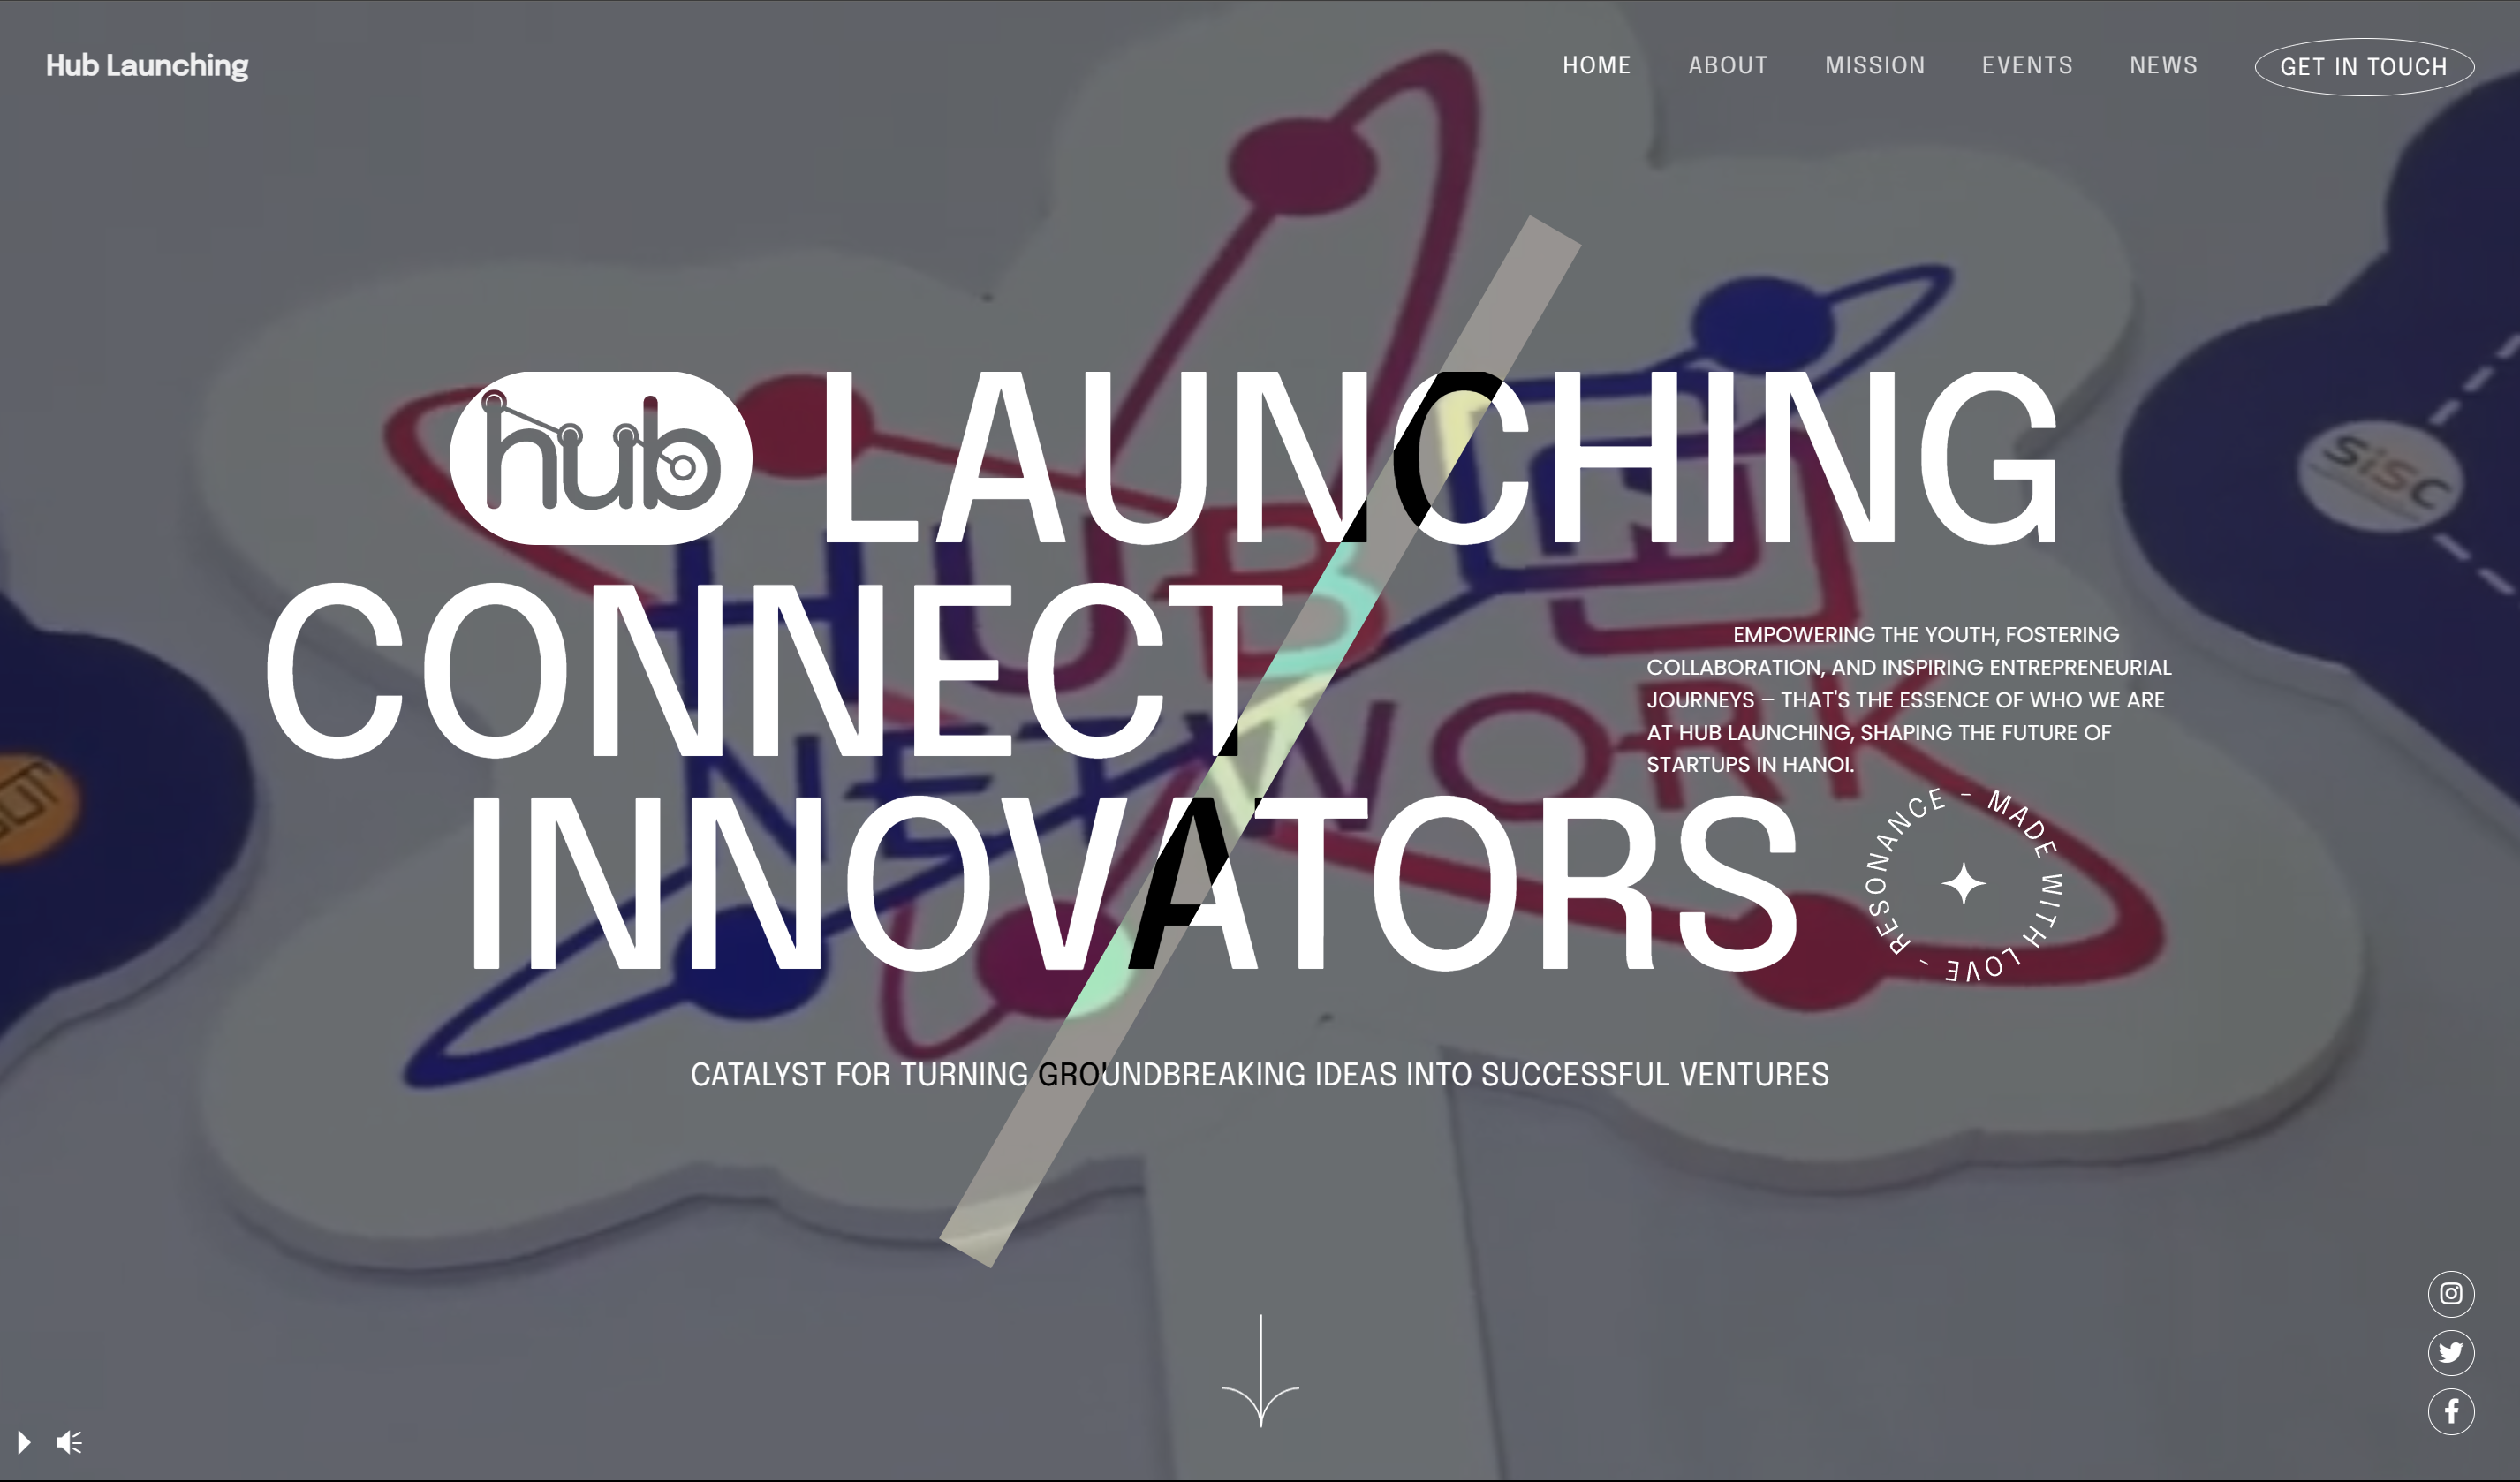 Hub Launching
HOME
ABOUT
MISSION
EVENTS
NEWS
GET IN TOUCH
hub LAUNCHING
CONNECT
INNOVATORS
EMPOWERING THE YOUTH, FOSTERING
COLLABORATION, AND INSPIRING ENTREPRENEURIAL
JOURNEYS – THAT'S THE ESSENCE OF WHO WE ARE
AT HUB LAUNCHING, SHAPING THE FUTURE OF
STARTUPS IN HANOI.
RESONANCE - MADE WITH LOVE -
CATALYST FOR TURNING GROUNDBREAKING IDEAS INTO SUCCESSFUL VENTURES
HUB
NETWORK
SiSC